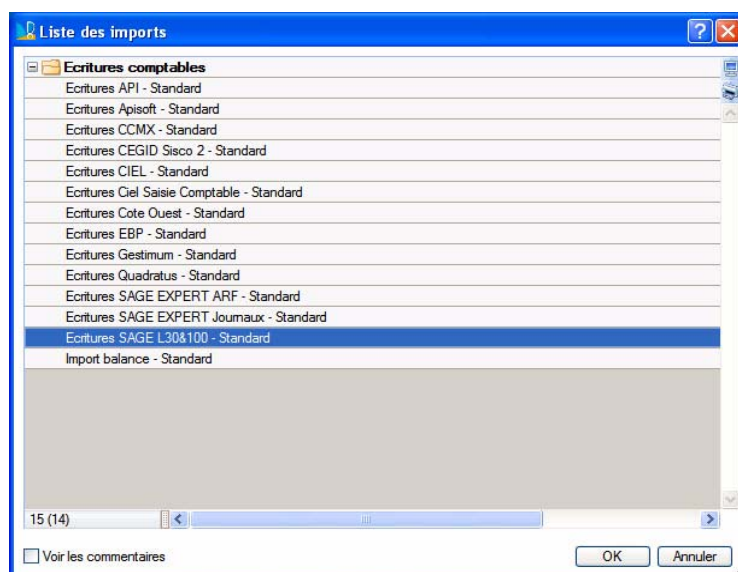 Liste des imports
Ecritures comptables
Ecritures API - Standard
Ecritures Apisoft - Standard
Ecritures CCMX - Standard
Ecritures CEGID Sisco 2 - Standard
Ecritures CIEL - Standard
Ecritures Ciel Saisie Comptable - Standard
Ecritures Cote Ouest - Standard
Ecritures EBP - Standard
Ecritures Gestimum - Standard
Ecritures Quadratus - Standard
Ecritures SAGE EXPERT ARF - Standard
Ecritures SAGE EXPERT Journaux - Standard
Ecritures SAGE L30&100 - Standard
Import balance - Standard
15 (14)
Voir les commentaires
OK
Annuler